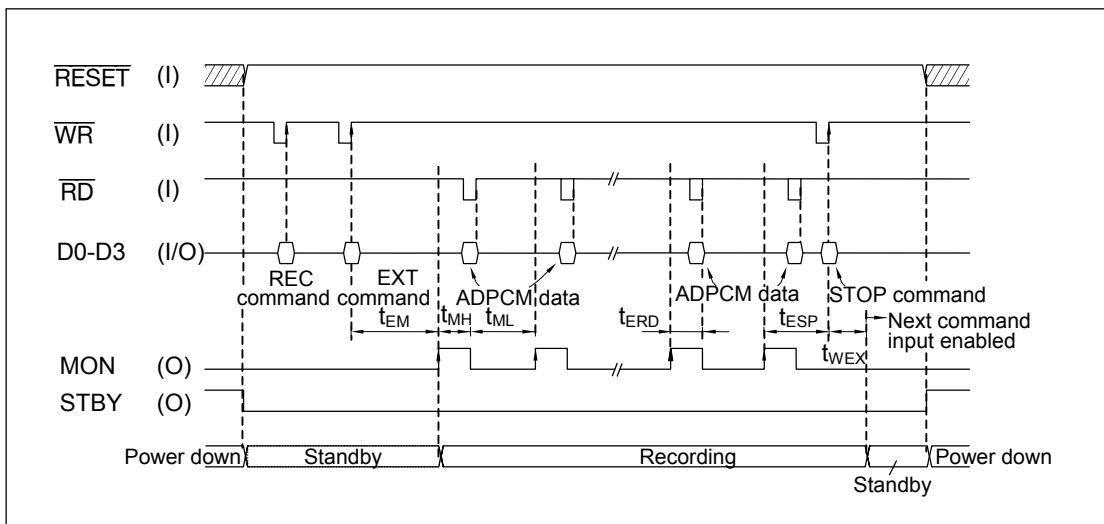 RESET (I)
WR (I)
RD (I)
D0-D3 (I/O)
REC command
EXT command
ADPCM data
ADPCM data
STOP command
tEM
tMH
tML
tERD
tESP
tWEX
Next command
input enabled
MON (O)
STBY (O)
Power down
Standby
Recording
Standby
Power down